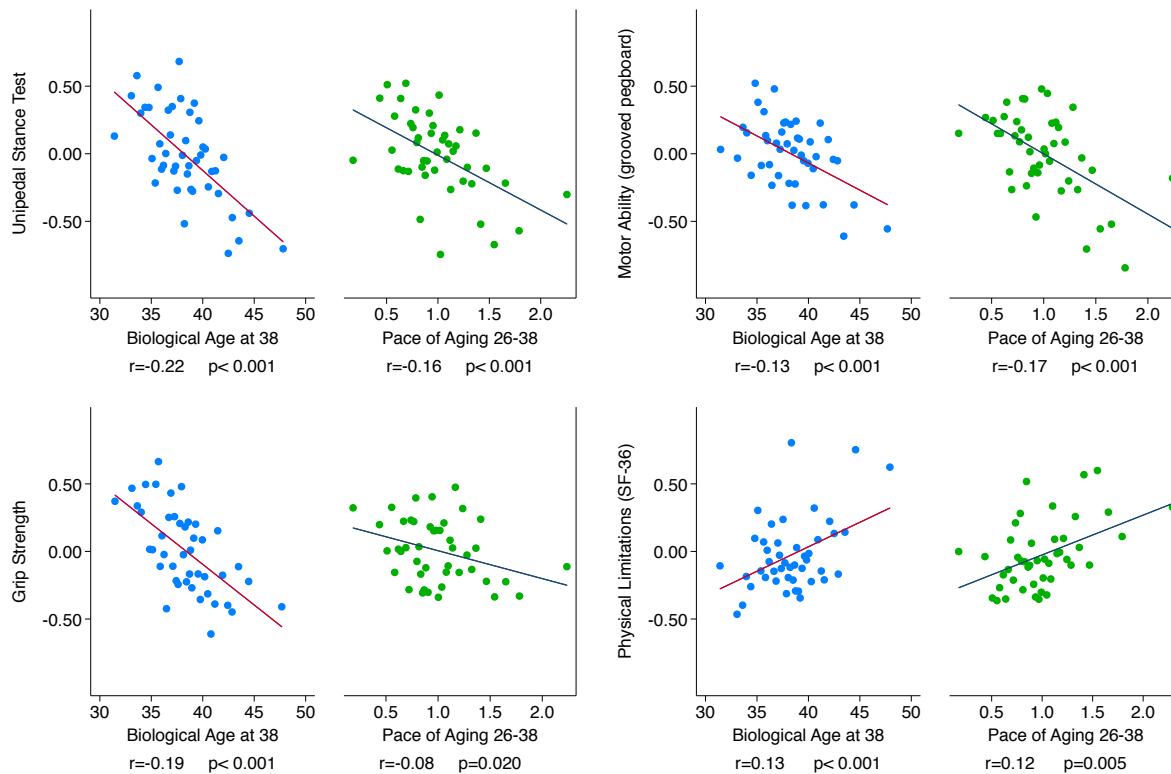 Unipedal Stance Test
0.50
0.00
-0.50
30 35 40 45 50
Biological Age at 38
r=-0.22 p< 0.001
0.5 1.0 1.5 2.0
Pace of Aging 26-38
r=-0.16 p< 0.001
Motor Ability (grooved pegboard)
0.50
0.00
-0.50
30 35 40 45 50
Biological Age at 38
r=-0.13 p< 0.001
0.5 1.0 1.5 2.0
Pace of Aging 26-38
r=-0.17 p< 0.001
Grip Strength
0.50
0.00
-0.50
30 35 40 45 50
Biological Age at 38
r=-0.19 p< 0.001
0.5 1.0 1.5 2.0
Pace of Aging 26-38
r=-0.08 p=0.020
Physical Limitations (SF-36)
0.50
0.00
-0.50
30 35 40 45 50
Biological Age at 38
r=0.13 p< 0.001
0.5 1.0 1.5 2.0
Pace of Aging 26-38
r=0.12 p=0.005